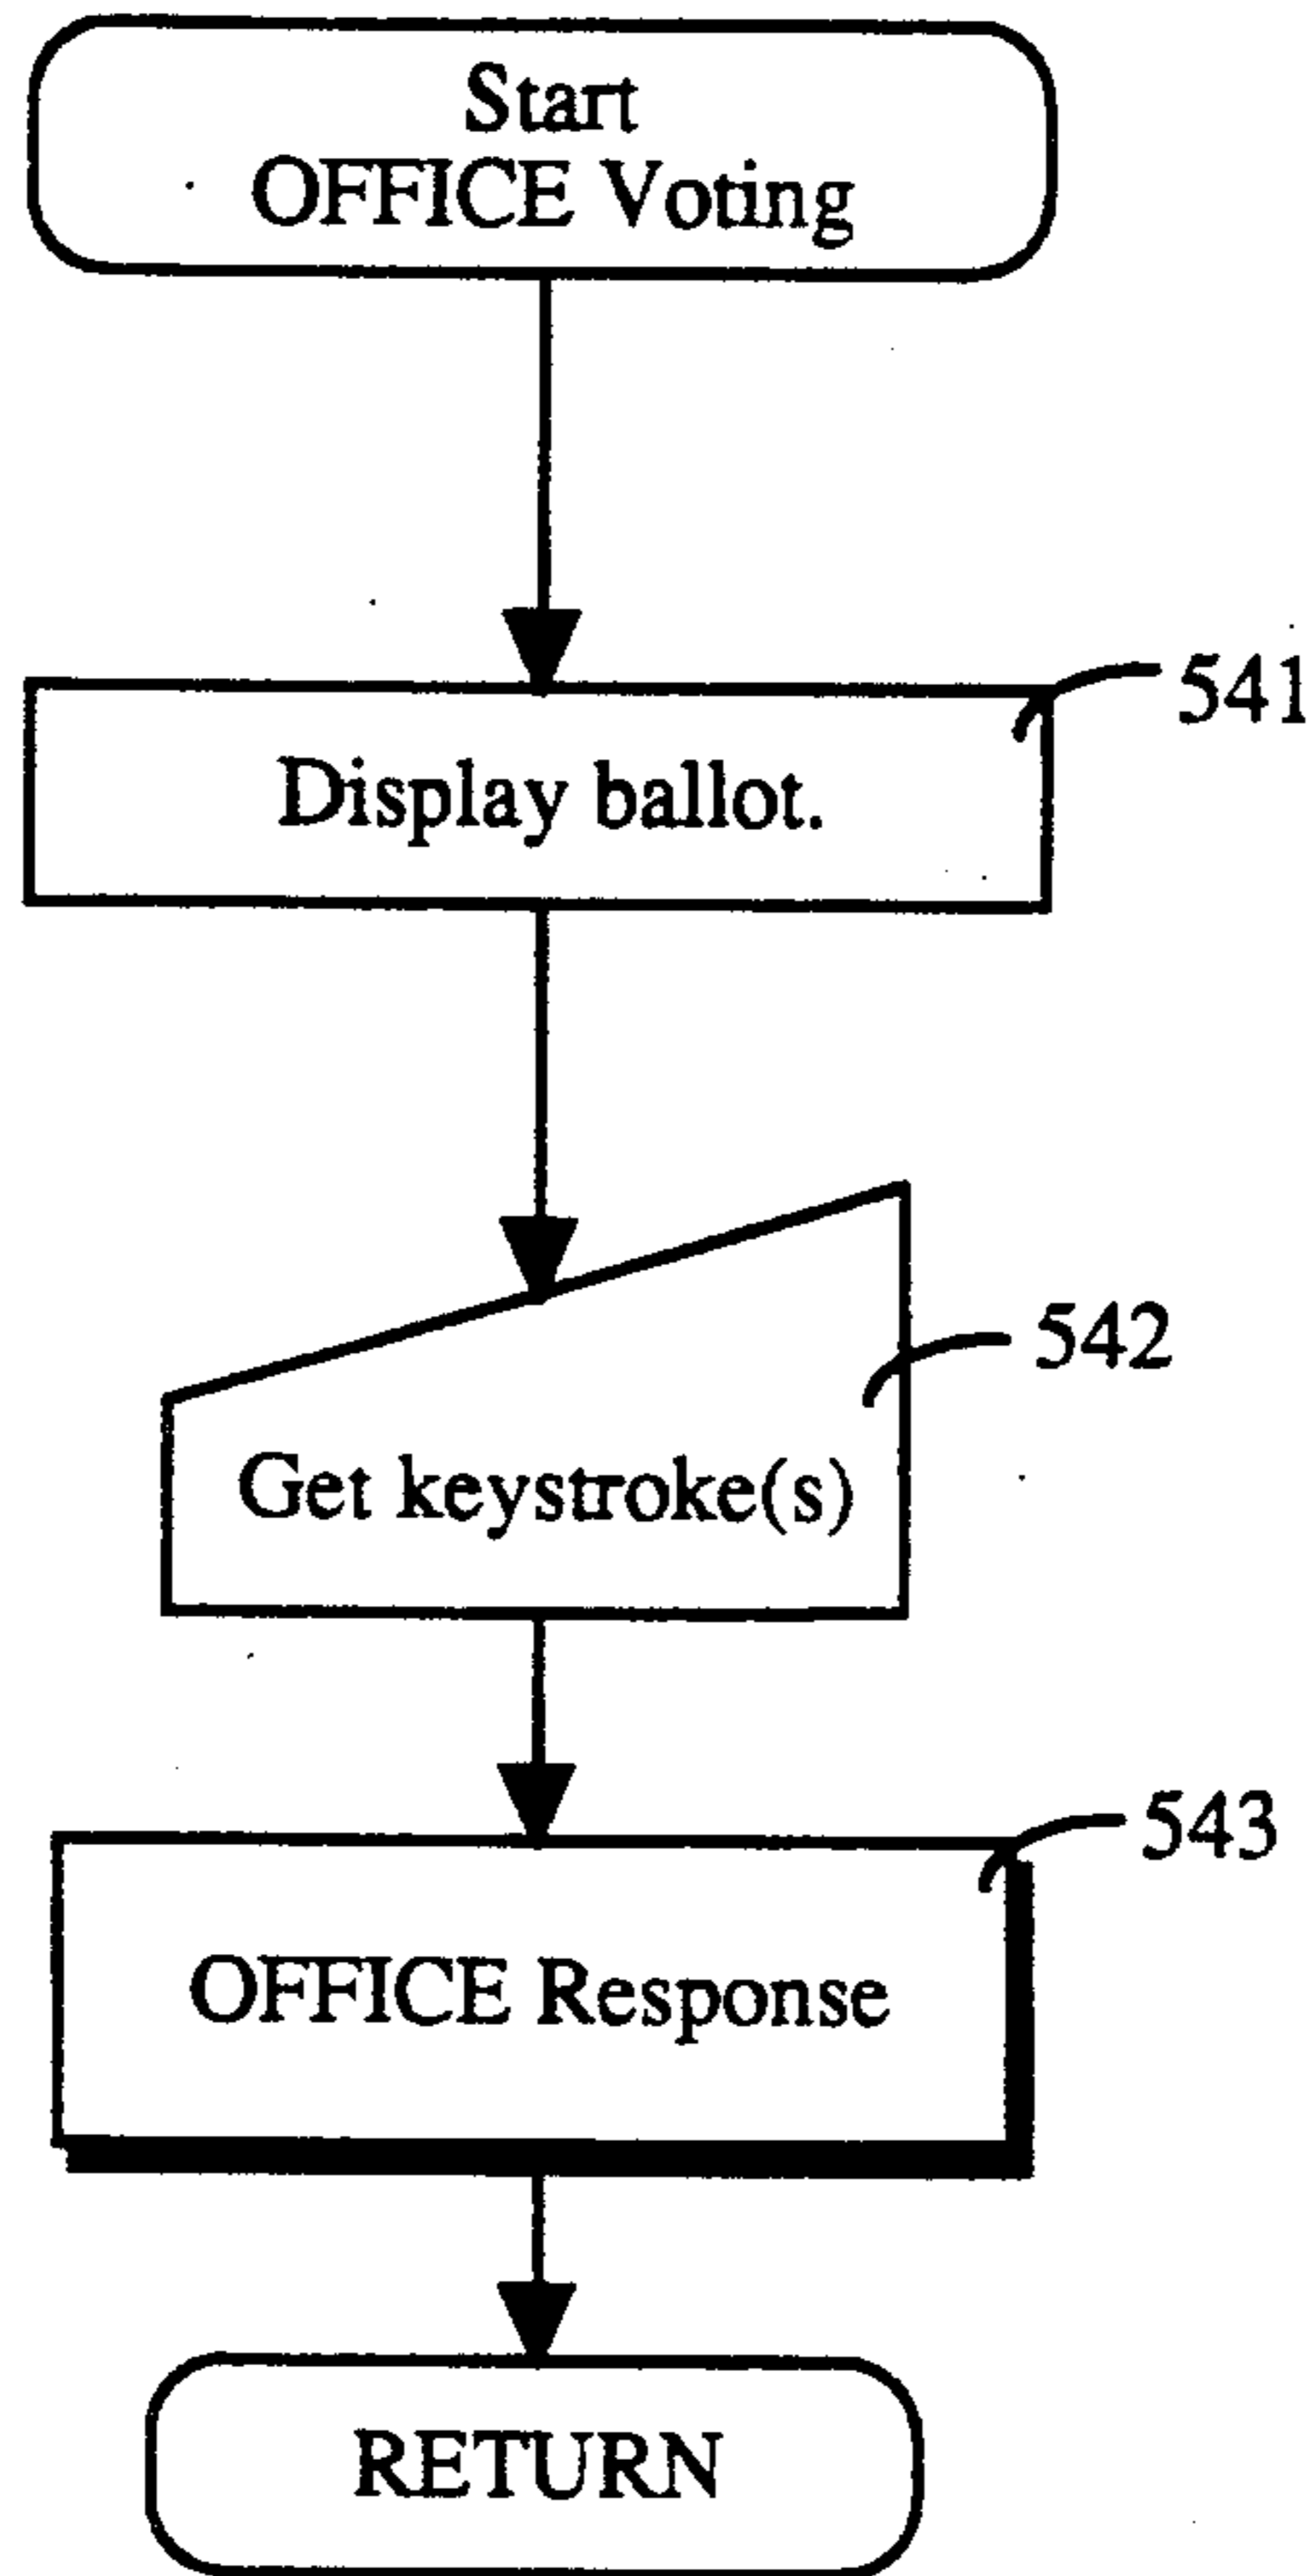 Start
OFFICE Voting
541
Display ballot.
542
Get keystroke(s)
543
OFFICE Response
RETURN